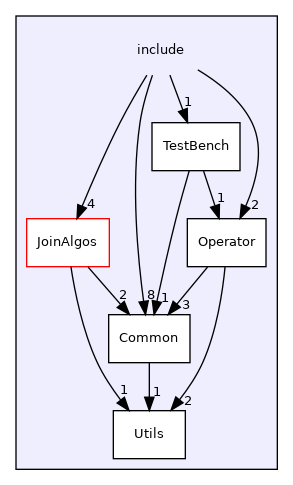 include
1
TestBench
4
1
2
JoinAlgos
Operator
2
8
1
3
Common
1
1
2
Utils